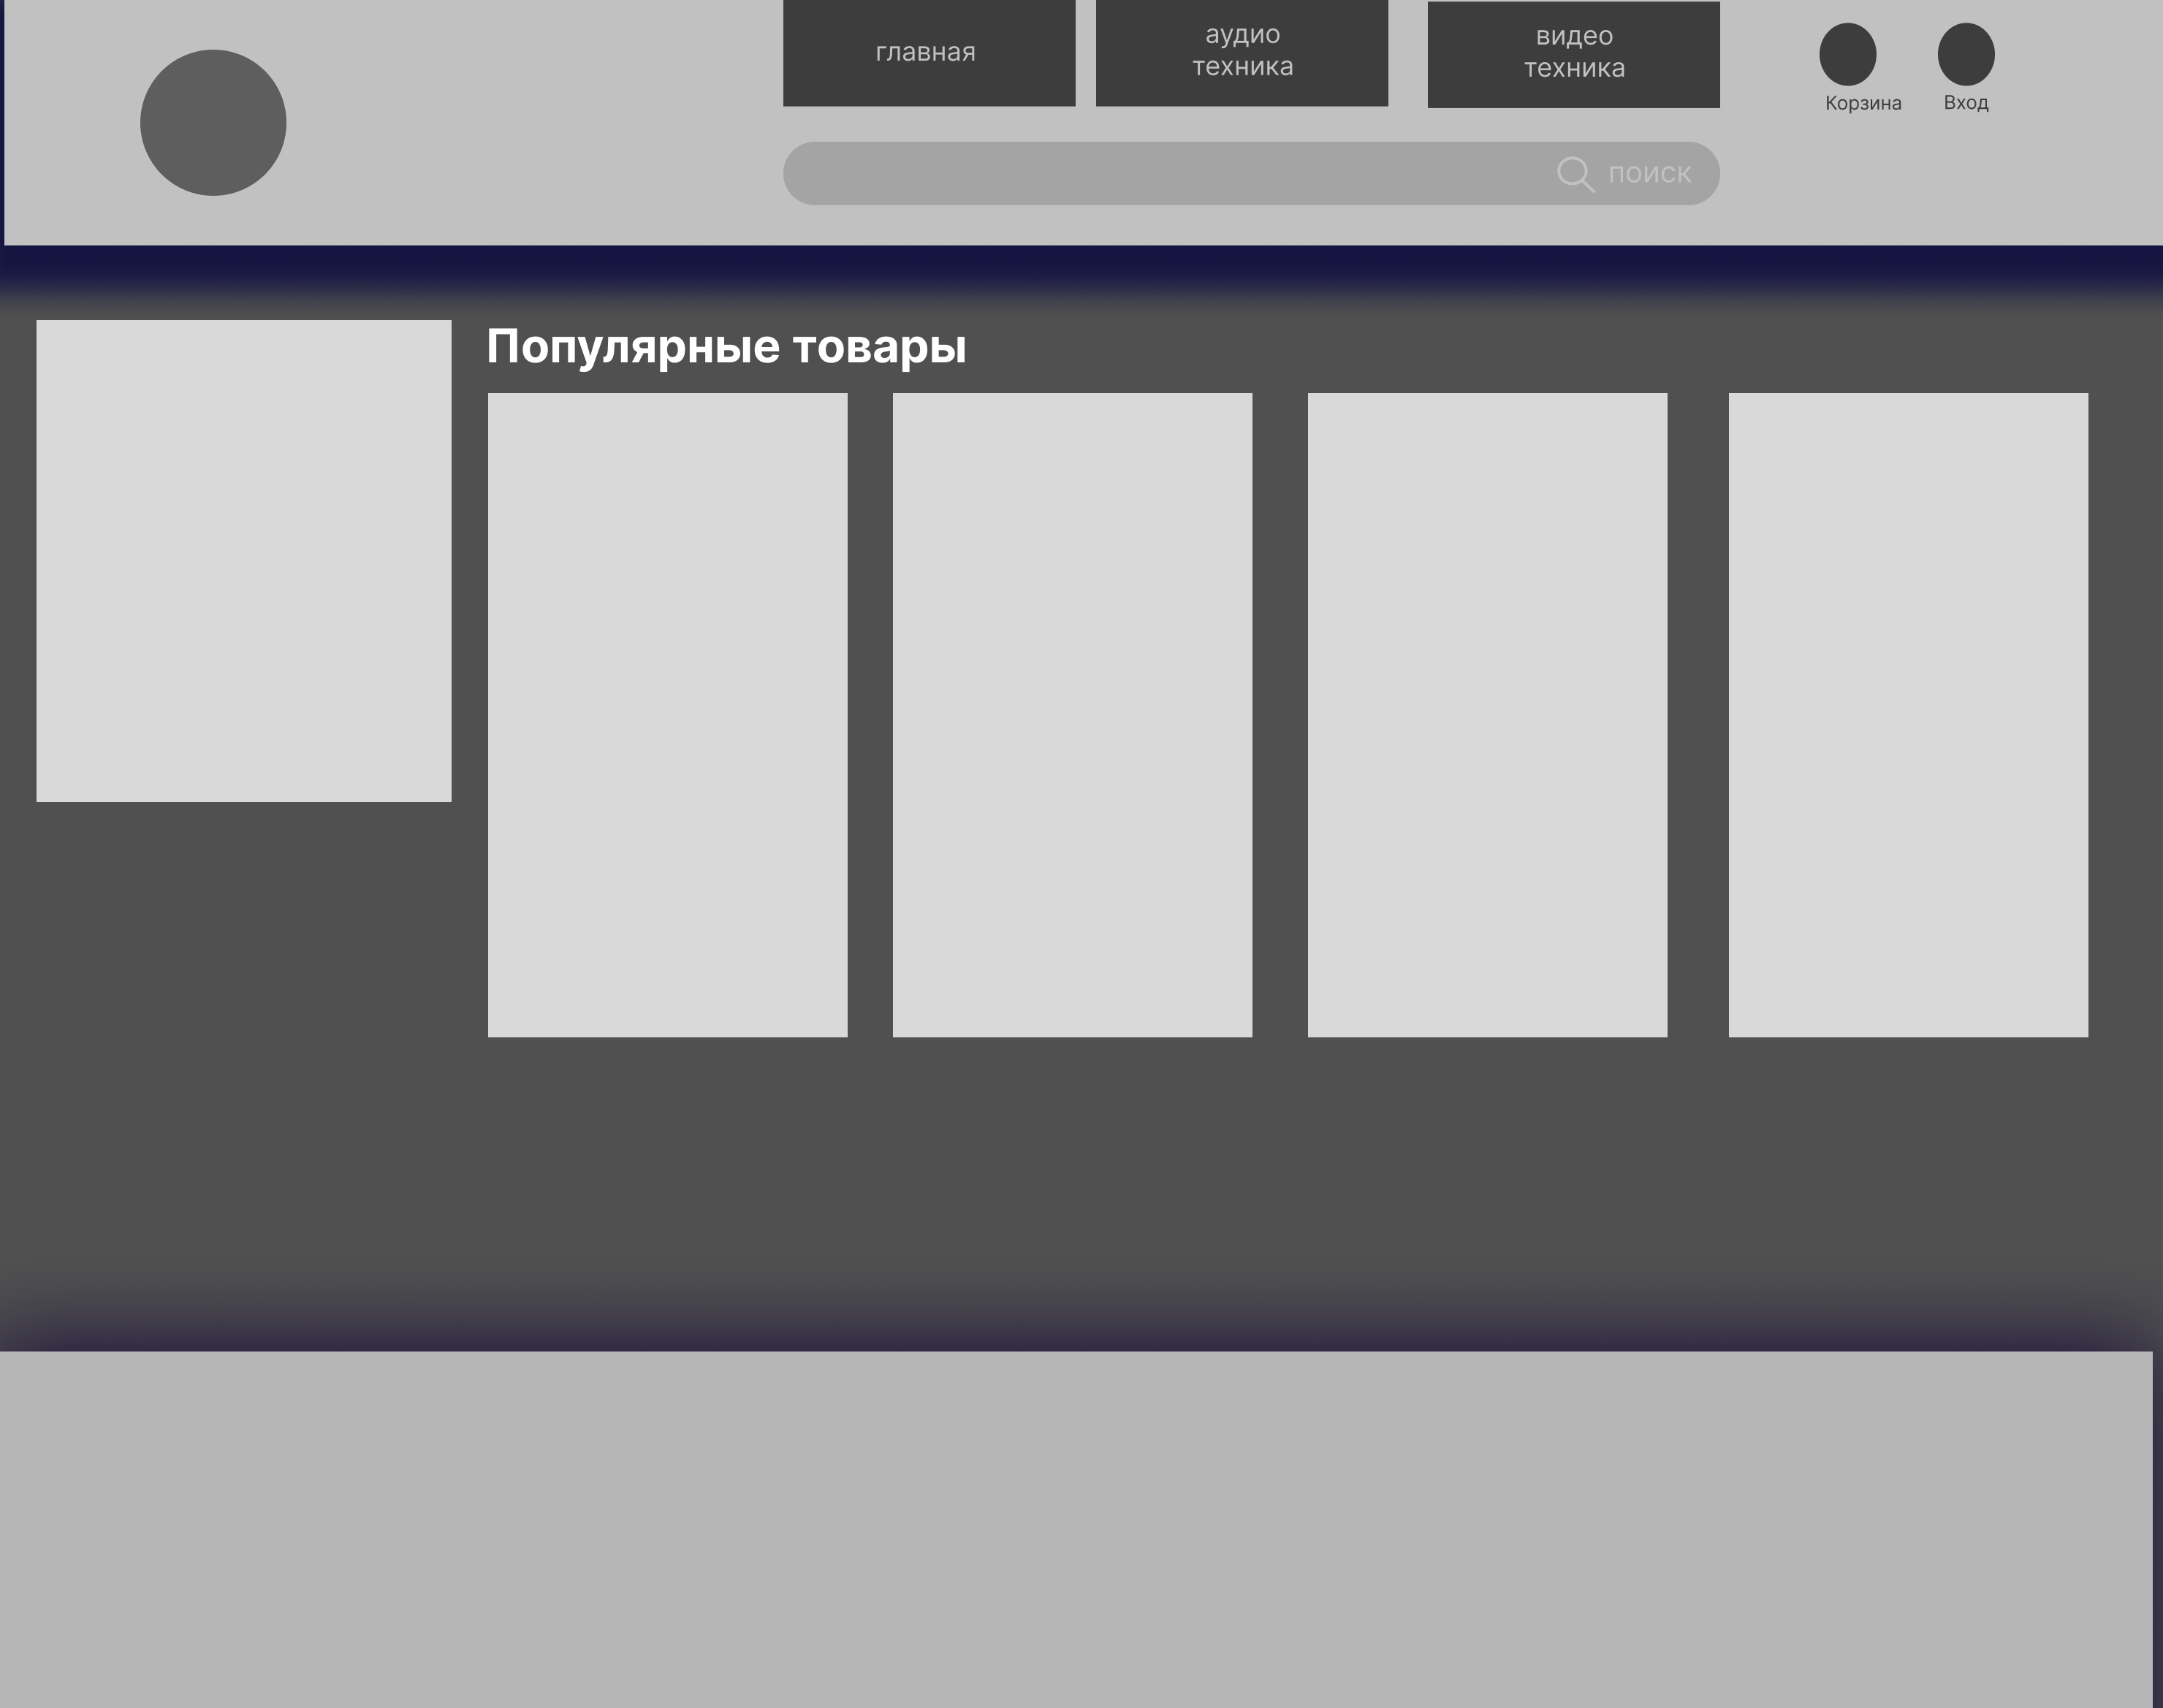 главная
аудио
техника
видео
техника
Корзина
Вход
поиск
Популярные товары